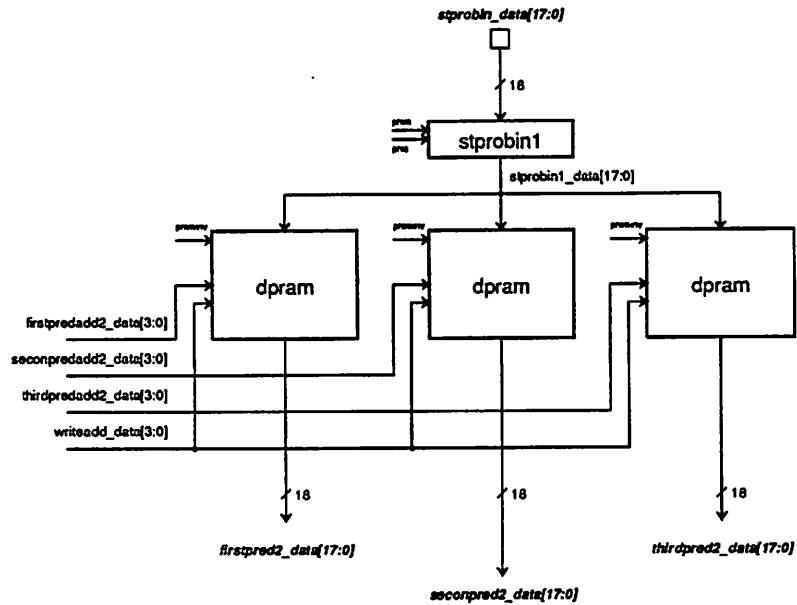 stprobin_data[17:0]
18
stprobin1
stprobin1_data[17:0]
dpram
dpram
dpram
firstpredadd2_data[3:0]
seconpredadd2_data[3:0]
thirdpredadd2_data[3:0]
writeadd_data[3:0]
18
18
18
firstpred2_data[17:0]
thirdpred2_data[17:0]
seconpred2_data[17:0]